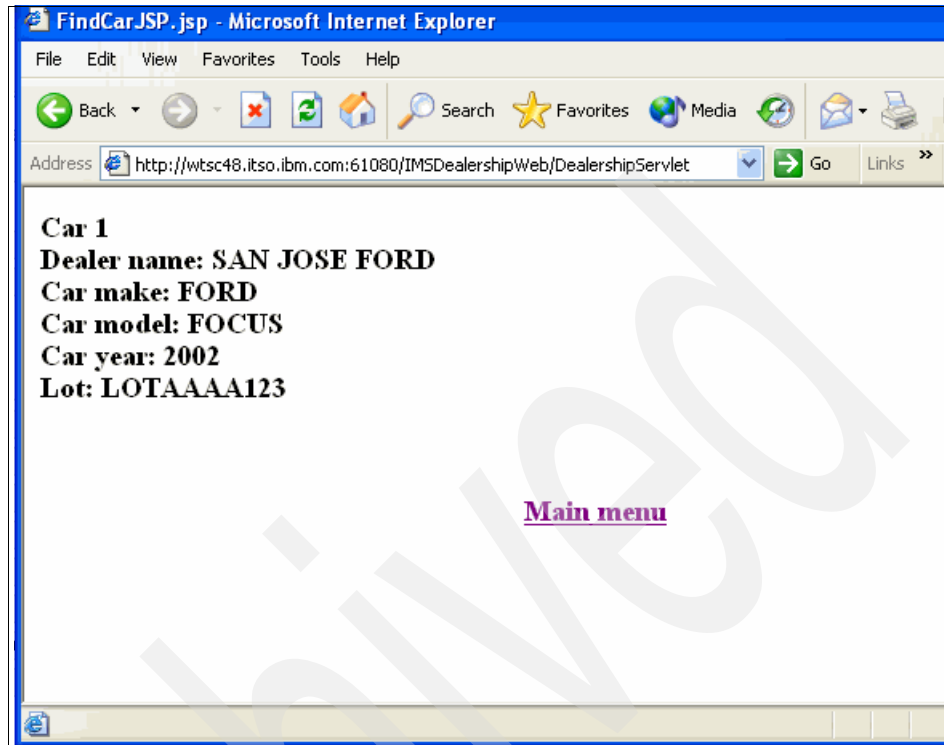 FindCarJSP.jsp - Microsoft Internet Explorer
File Edit View Favorites Tools Help
Back Search Favorites Media
Address http://wtsc48.itso.ibm.com:61080/IMSDealershipWeb/DealershipServlet Go Links »
Car 1
Dealer name: SAN JOSE FORD
Car make: FORD
Car model: FOCUS
Car year: 2002
Lot: LOTAAAA123
Main menu
hived